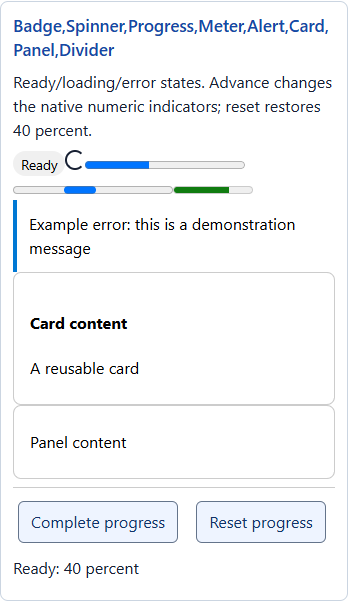 Badge,Spinner,Progress,Meter,Alert,Card,
Panel,Divider
Ready/loading/error states. Advance changes
the native numeric indicators; reset restores
40 percent.
Ready
Example error: this is a demonstration
message
Card content
A reusable card
Panel content
Complete progress
Reset progress
Ready: 40 percent